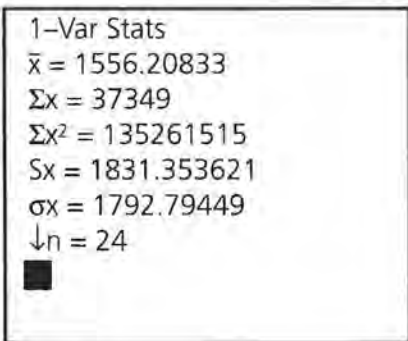 1–Var Stats
x̄ = 1556.20833
Σx = 37349
Σx² = 135261515
Sx = 1831.353621
σx = 1792.79449
↓n = 24